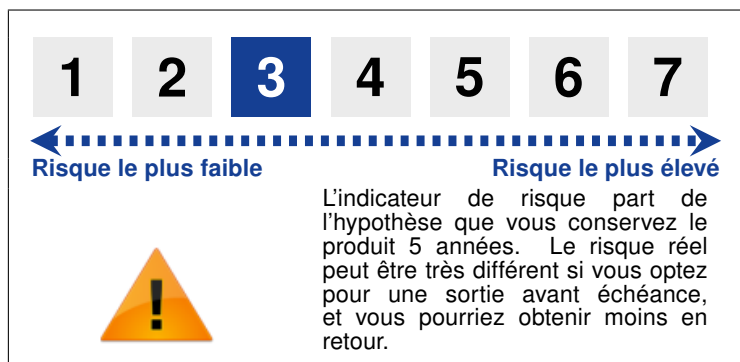 1 2 3 4 5 6 7
Risque le plus faible Risque le plus élevé
L'indicateur de risque part de
l'hypothèse que vous conservez le
produit 5 années. Le risque réel
peut être très différent si vous optez
pour une sortie avant échéance,
et vous pourriez obtenir moins en
retour.